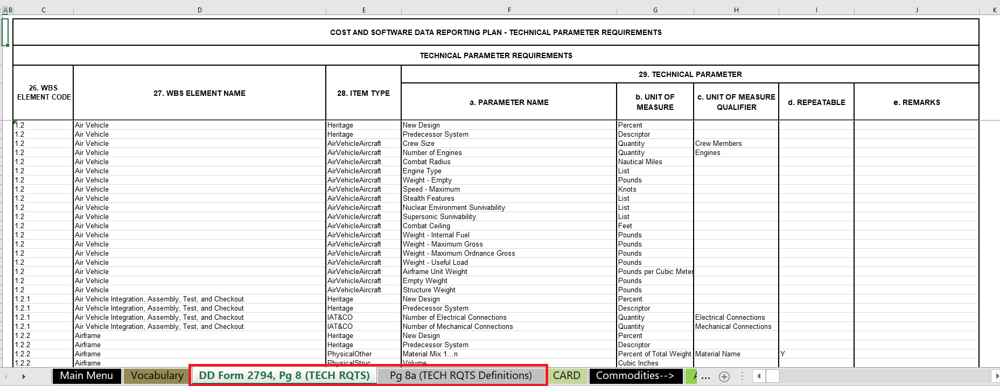 A B C D E F G H I J K
COST AND SOFTWARE DATA REPORTING PLAN - TECHNICAL PARAMETER REQUIREMENTS
TECHNICAL PARAMETER REQUIREMENTS
26. WBS ELEMENT CODE
27. WBS ELEMENT NAME
28. ITEM TYPE
29. TECHNICAL PARAMETER
a. PARAMETER NAME
b. UNIT OF MEASURE
c. UNIT OF MEASURE QUALIFIER
d. REPEATABLE
e. REMARKS
1.2 Air Vehicle Heritage New Design Percent
1.2 Air Vehicle Heritage Predecessor System Descriptor
1.2 Air Vehicle AirVehicleAircraft Crew Size Quantity Crew Members
1.2 Air Vehicle AirVehicleAircraft Number of Engines Quantity Engines
1.2 Air Vehicle AirVehicleAircraft Combat Radius Nautical Miles
1.2 Air Vehicle AirVehicleAircraft Engine Type List
1.2 Air Vehicle AirVehicleAircraft Weight - Empty Pounds
1.2 Air Vehicle AirVehicleAircraft Speed - Maximum Knots
1.2 Air Vehicle AirVehicleAircraft Stealth Features List
1.2 Air Vehicle AirVehicleAircraft Nuclear Environment Survivability List
1.2 Air Vehicle AirVehicleAircraft Supersonic Survivability List
1.2 Air Vehicle AirVehicleAircraft Combat Ceiling Feet
1.2 Air Vehicle AirVehicleAircraft Weight - Internal Fuel Pounds
1.2 Air Vehicle AirVehicleAircraft Weight - Maximum Gross Pounds
1.2 Air Vehicle AirVehicleAircraft Weight - Maximum Ordnance Gross Pounds
1.2 Air Vehicle AirVehicleAircraft Weight - Useful Load Pounds
1.2 Air Vehicle AirVehicleAircraft Airframe Unit Weight Pounds per Cubic Meter
1.2 Air Vehicle AirVehicleAircraft Empty Weight Pounds
1.2 Air Vehicle AirVehicleAircraft Structure Weight Pounds
1.2.1 Air Vehicle Integration, Assembly, Test, and Checkout Heritage New Design Percent
1.2.1 Air Vehicle Integration, Assembly, Test, and Checkout Heritage Predecessor System Descriptor
1.2.1 Air Vehicle Integration, Assembly, Test, and Checkout IAT&CO Number of Electrical Connections Quantity Electrical Connections
1.2.1 Air Vehicle Integration, Assembly, Test, and Checkout IAT&CO Number of Mechanical Connections Quantity Mechanical Connections
1.2.2 Airframe Heritage New Design Percent
1.2.2 Airframe Heritage Predecessor System Descriptor
1.2.2 Airframe PhysicalOther Material Mix 1...n Percent of Total Weight Material Name Y
1.2.2 Airframe PhysicalStruc Volume Cubic Inches
Main Menu Vocabulary DD Form 2794, Pg 8 (TECH RQTS) Pg 8a (TECH RQTS Definitions) CARD Commodities--> ...